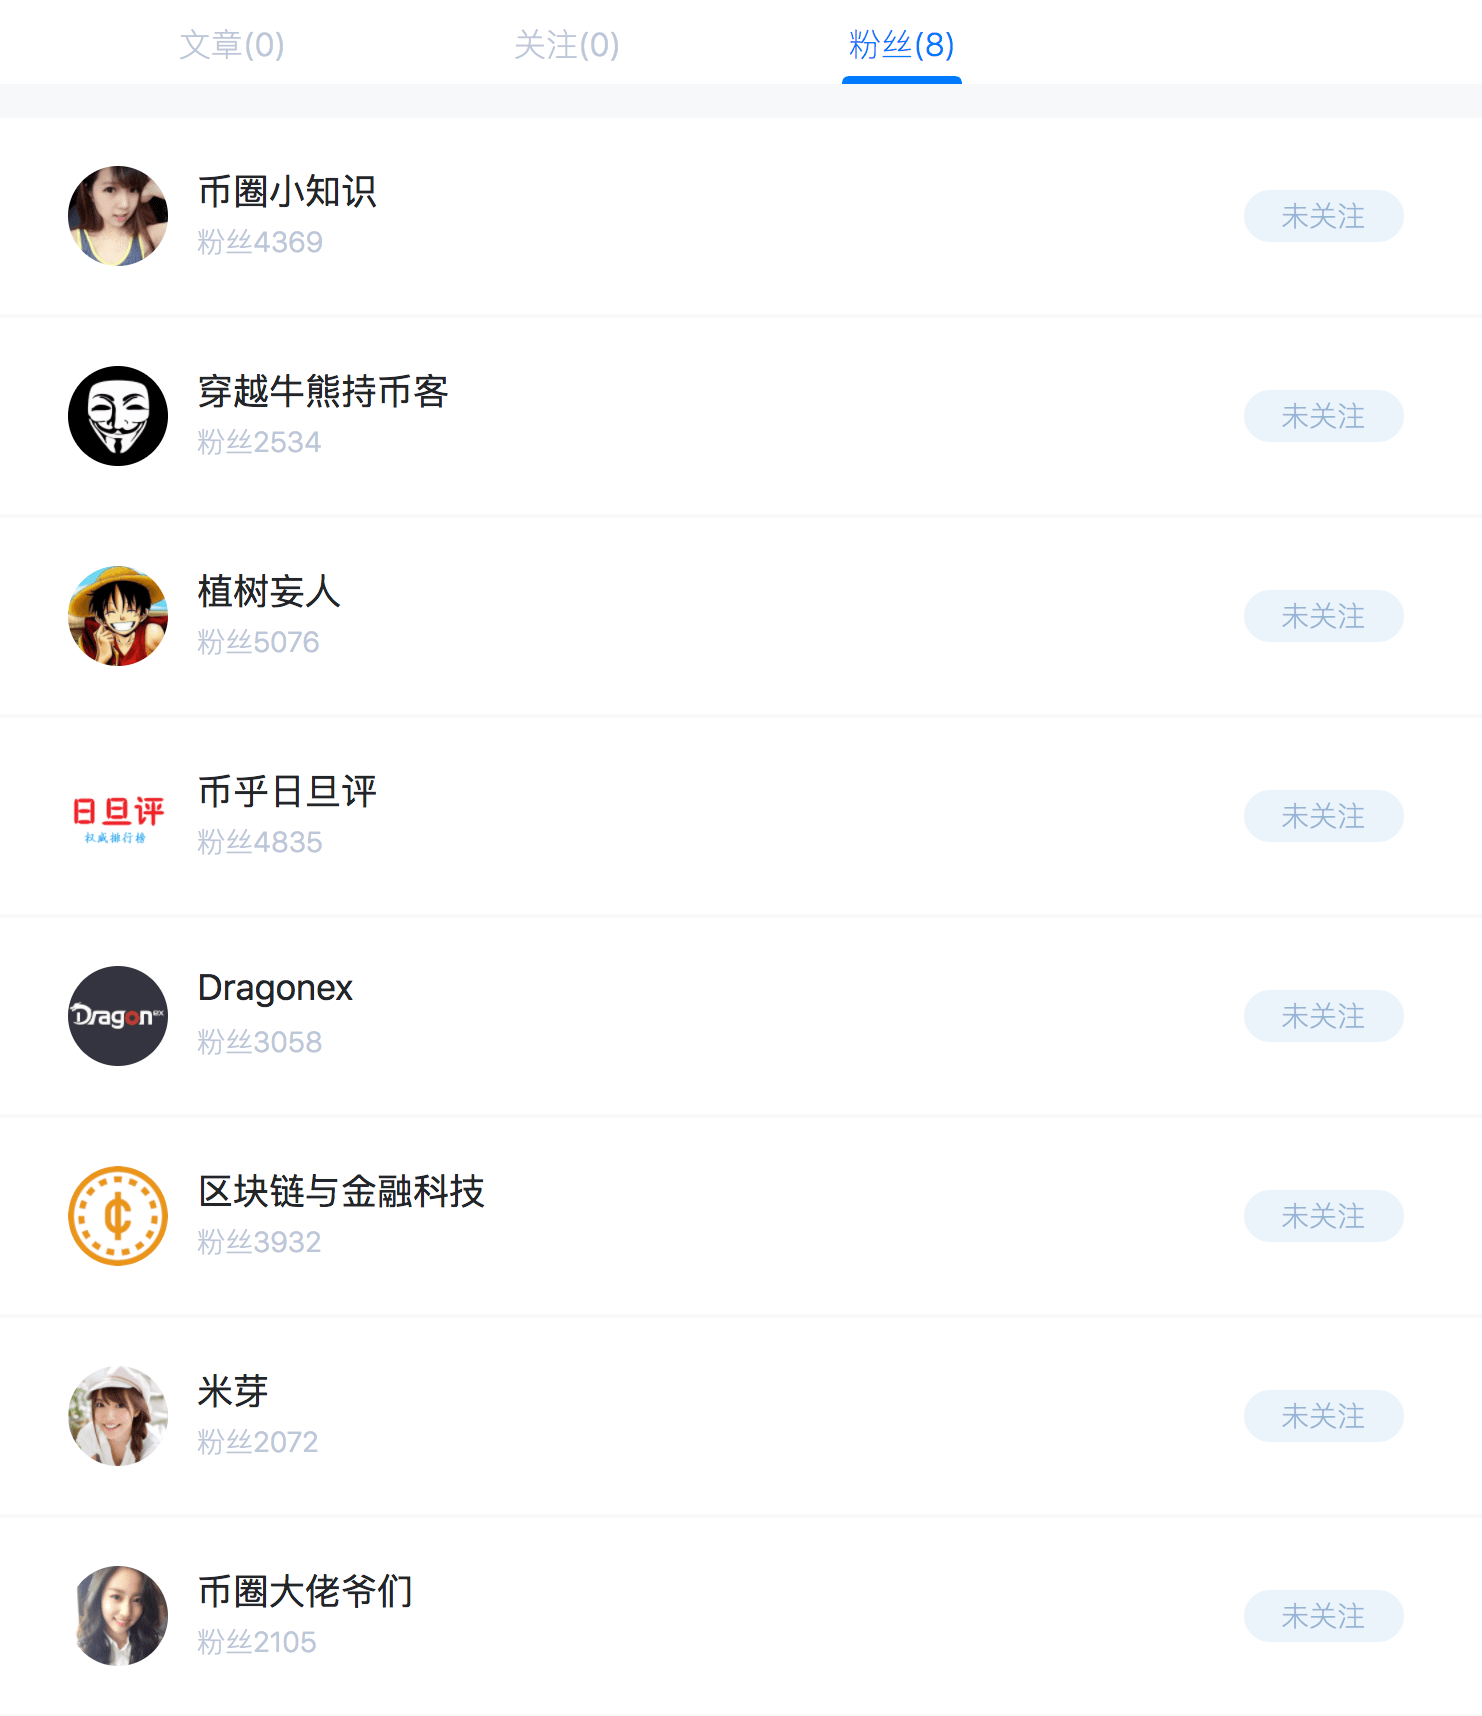 文章(0) 关注(0) 粉丝(8)
币圈小知识
粉丝4369
未关注
穿越牛熊持币客
粉丝2534
未关注
植树妄人
粉丝5076
未关注
日旦评
权威排行榜
币乎日旦评
粉丝4835
未关注
Dragonex
Dragonex
粉丝3058
未关注
区块链与金融科技
粉丝3932
未关注
米芽
粉丝2072
未关注
币圈大佬爷们
粉丝2105
未关注